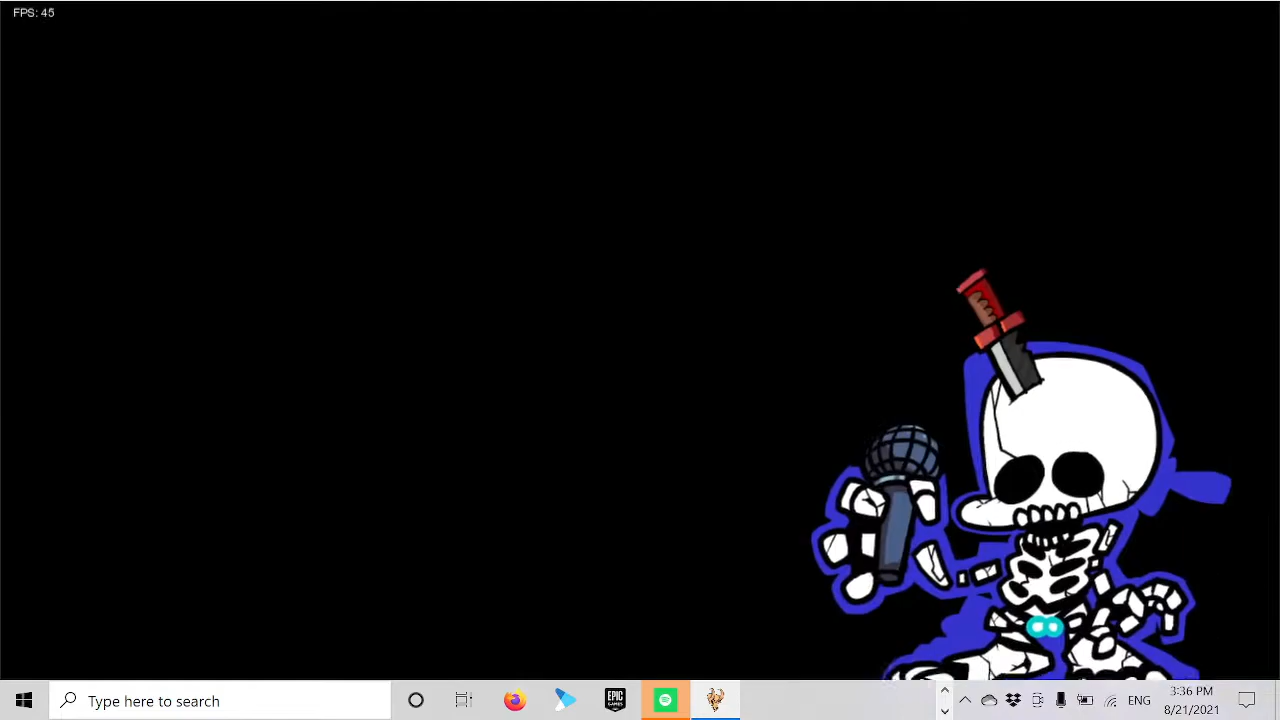 FPS: 45
Type here to search
EPIC
GAMES
ENG
3:36 PM
8/21/2021